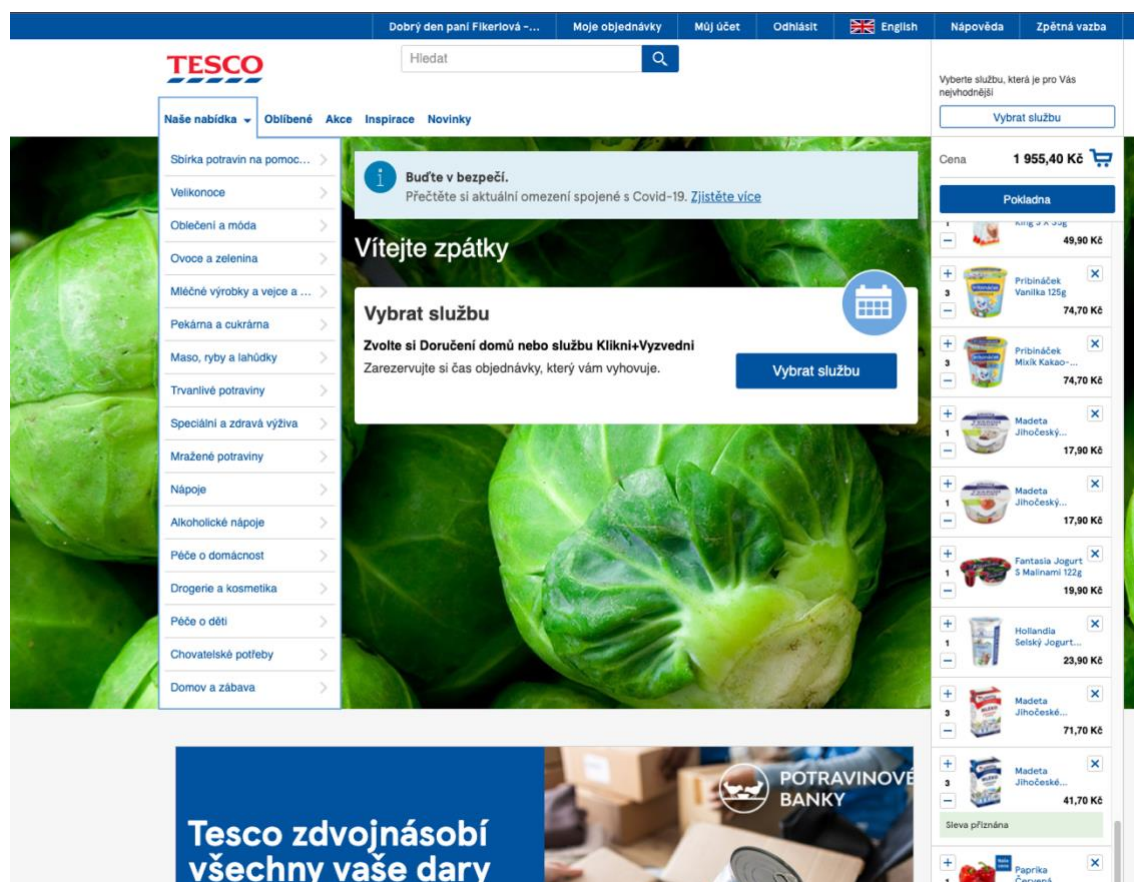 Dobrý den paní Fikerlová -...
Moje objednávky
Můj účet
Odhlásit
English
Nápověda
Zpětná vazba
TESCO
Hledat
Vyberte službu, která je pro Vás
nejvhodnější
Vybrat službu
Naše nabídka
Oblíbené
Akce
Inspirace
Novinky
Cena
1 955,40 Kč
Pokladna
Sbírka potravin na pomoc...
Velikonoce
Oblečení a móda
Ovoce a zelenina
Mléčné výrobky a vejce a ...
Pekárna a cukrárna
Maso, ryby a lahůdky
Trvanlivé potraviny
Speciální a zdravá výživa
Mražené potraviny
Nápoje
Alkoholické nápoje
Péče o domácnost
Drogerie a kosmetika
Péče o děti
Chovatelské potřeby
Domov a zábava
i
Buďte v bezpečí.
Přečtěte si aktuální omezení spojené s Covid-19. Zjistěte více
Vítejte zpátky
Vybrat službu
Zvolte si Doručení domů nebo službu Klikni+Vyzvedni
Zarezervujte si čas objednávky, který vám vyhovuje.
Vybrat službu
49,90 Kč
3
Pribináček
Vanilka 125g
74,70 Kč
3
Pribináček
Mixik Kakao-...
74,70 Kč
1
Madeta
Jihočeský...
17,90 Kč
1
Madeta
Jihočeský...
17,90 Kč
1
Fantasia Jogurt
S Malinami 122g
19,90 Kč
1
Hollandia
Selský Jogurt...
23,90 Kč
3
Madeta
Jihočeské...
71,70 Kč
3
Madeta
Jihočeské...
41,70 Kč
Sleva přiznána
Paprika
Červená
Tesco zdvojnásobí
všechny vaše dary
POTRAVINOVÉ
BANKY